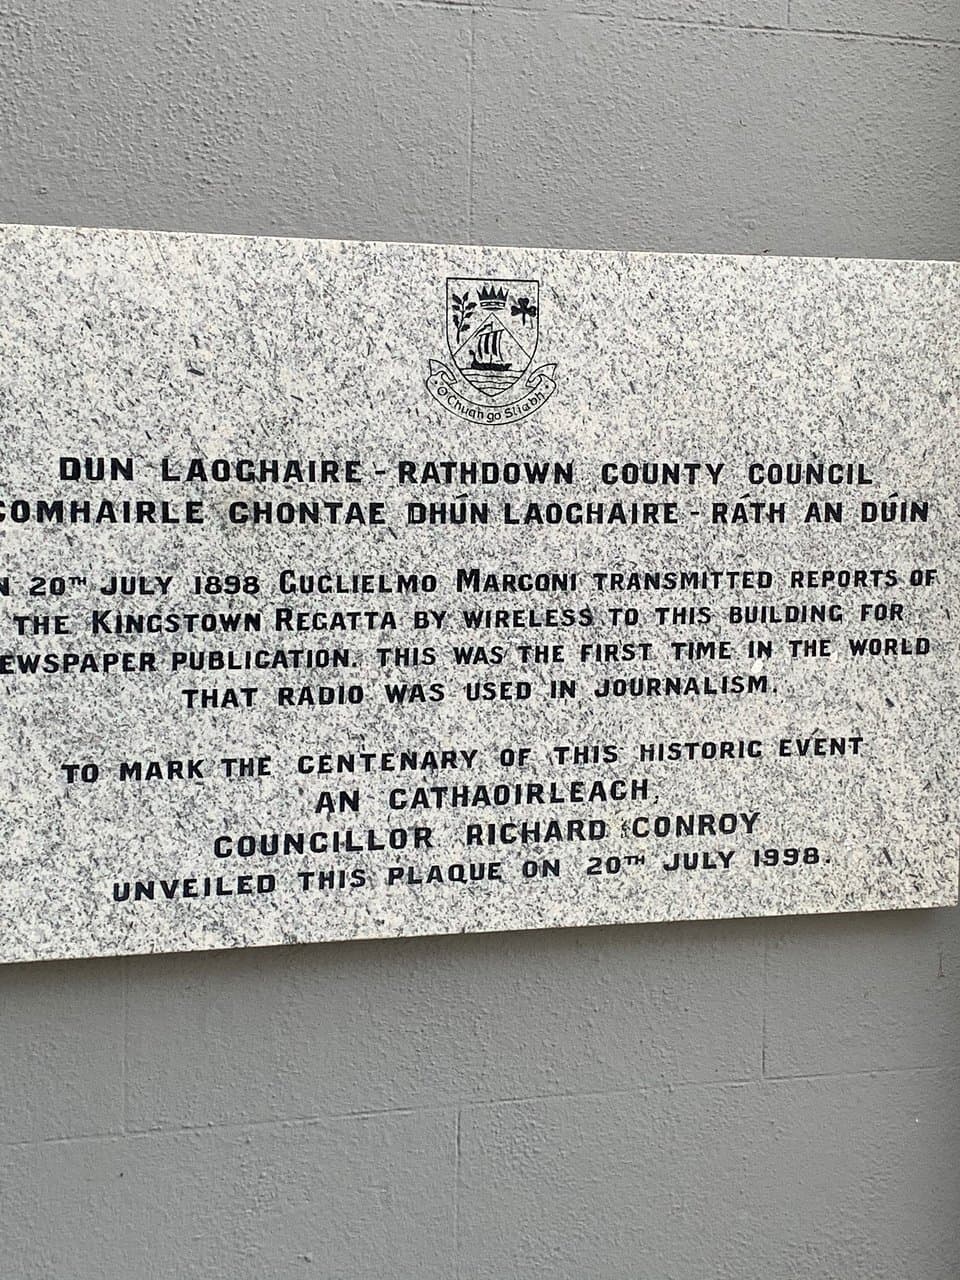 Ó Chuan go Sliabh
DUN LAOGHAIRE - RATHDOWN COUNTY COUNCIL
COMHAIRLE CHONTAE DHÚN LAOGHAIRE - RÁTH AN DÚIN
N 20TH JULY 1898 GUGLIELMO MARCONI TRANSMITTED REPORTS OF
THE KINGSTOWN REGATTA BY WIRELESS TO THIS BUILDING FOR
EWSPAPER PUBLICATION. THIS WAS THE FIRST TIME IN THE WORLD
THAT RADIO WAS USED IN JOURNALISM.
TO MARK THE CENTENARY OF THIS HISTORIC EVENT
AN CATHAOIRLEACH,
COUNCILLOR RICHARD CONROY
UNVEILED THIS PLAQUE ON 20TH JULY 1998.